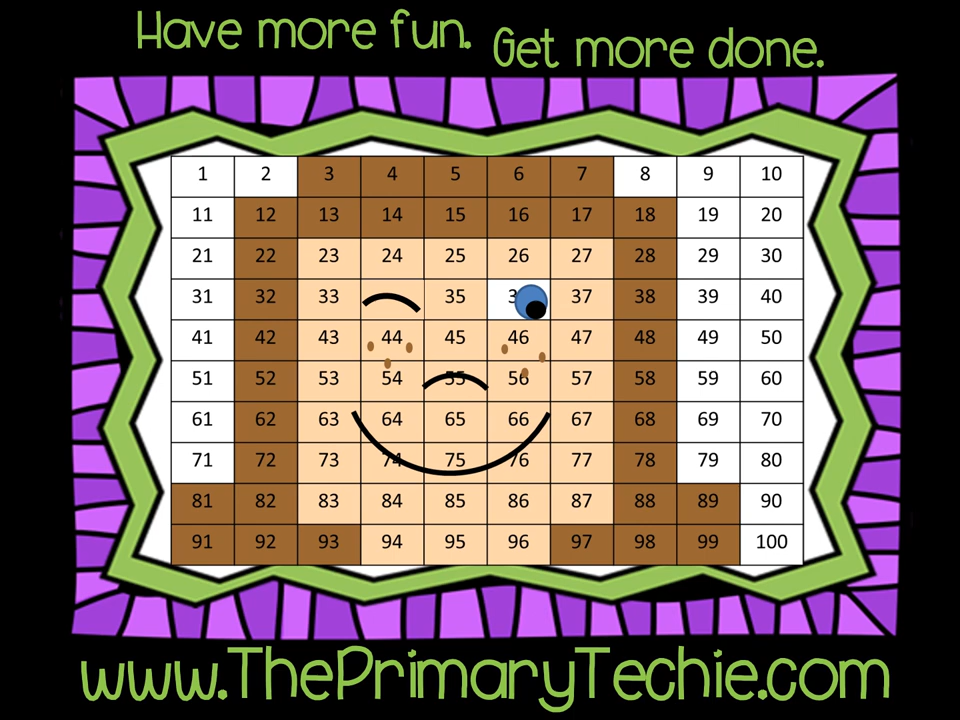 Have more fun. Get more done.
1 2 3 4 5 6 7 8 9 10
11 12 13 14 15 16 17 18 19 20
21 22 23 24 25 26 27 28 29 30
31 32 33 35 3 37 38 39 40
41 42 43 44 45 46 47 48 49 50
51 52 53 54 55 56 57 58 59 60
61 62 63 64 65 66 67 68 69 70
71 72 73 74 75 76 77 78 79 80
81 82 83 84 85 86 87 88 89 90
91 92 93 94 95 96 97 98 99 100
www.ThePrimaryTechie.com